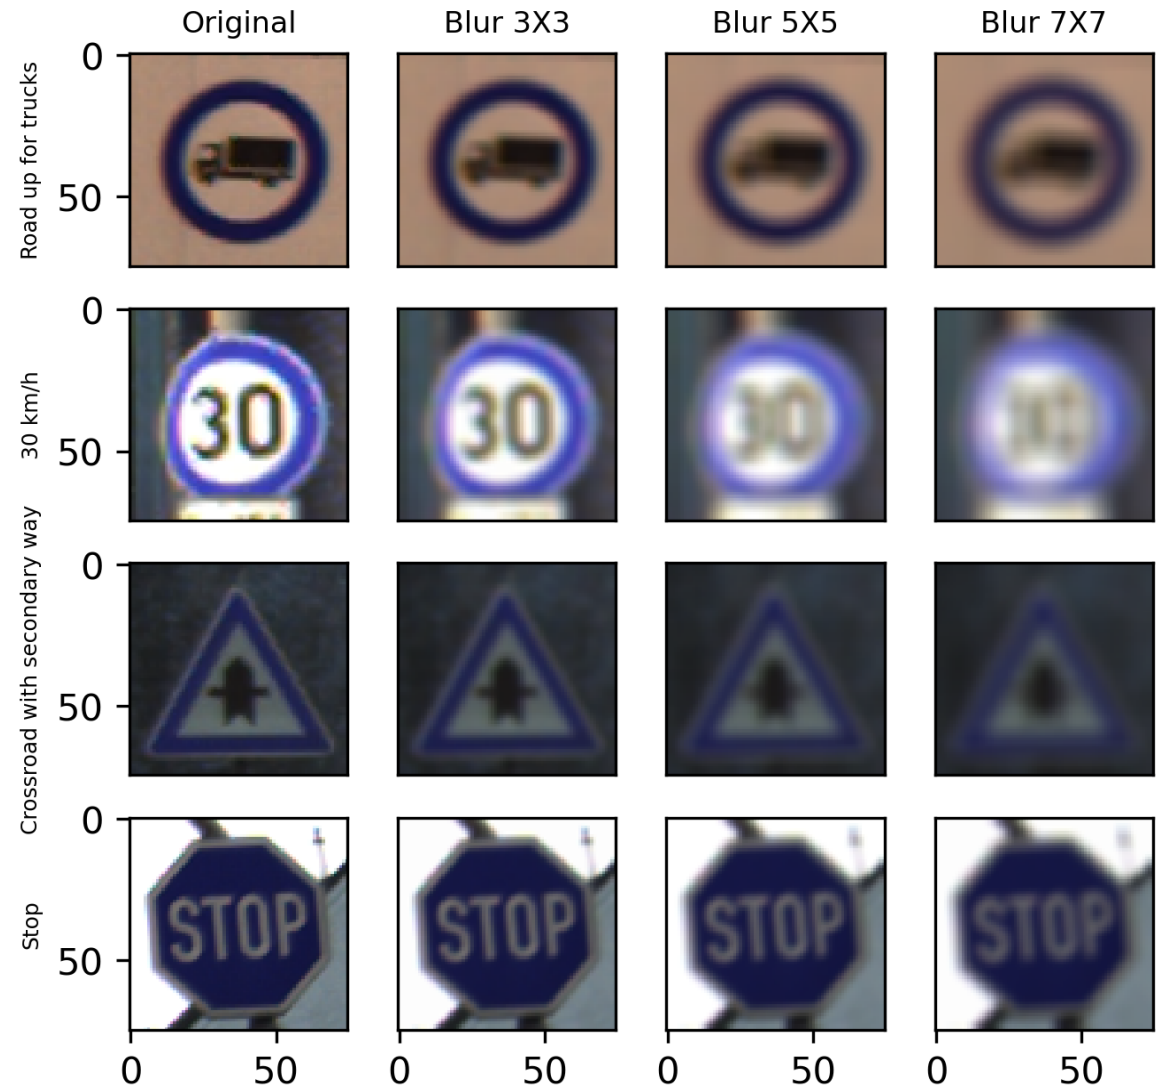 Original Blur 3X3 Blur 5X5 Blur 7X7
Road up for trucks
0
50
30 km/h
0
50
30 30 30
Crossroad with secondary way
0
50
Stop
0
50
STOP STOP STOP STOP
0 50 0 50 0 50 0 50